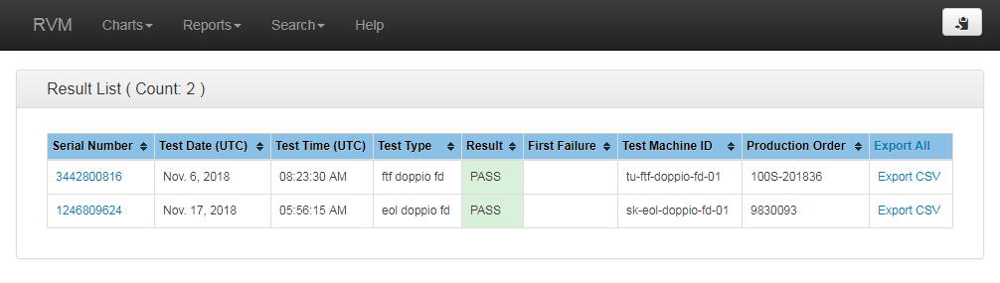 RVM Charts Reports Search Help
Result List ( Count: 2 )
Serial Number Test Date (UTC) Test Time (UTC) Test Type Result First Failure Test Machine ID Production Order Export All
3442800816 Nov. 6, 2018 08:23:30 AM ftf doppio fd PASS tu-ftf-doppio-fd-01 100S-201836 Export CSV
1246809624 Nov. 17, 2018 05:56:15 AM eol doppio fd PASS sk-eol-doppio-fd-01 9830093 Export CSV